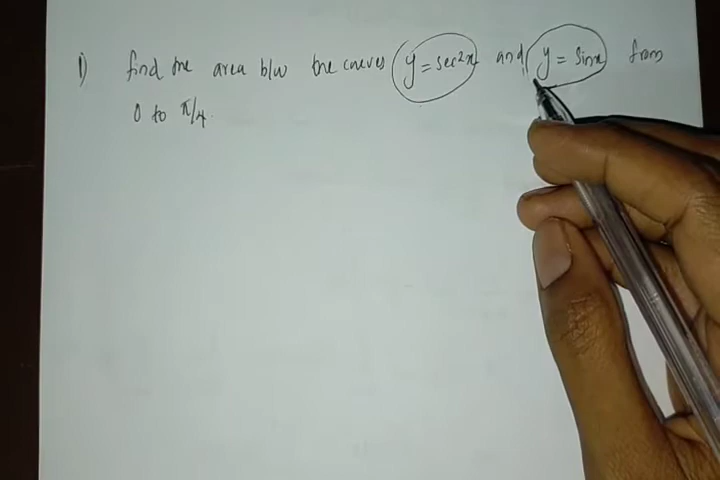 1) find the area b/w the curves y = sec²x and y = sinx from
0 to π/4.